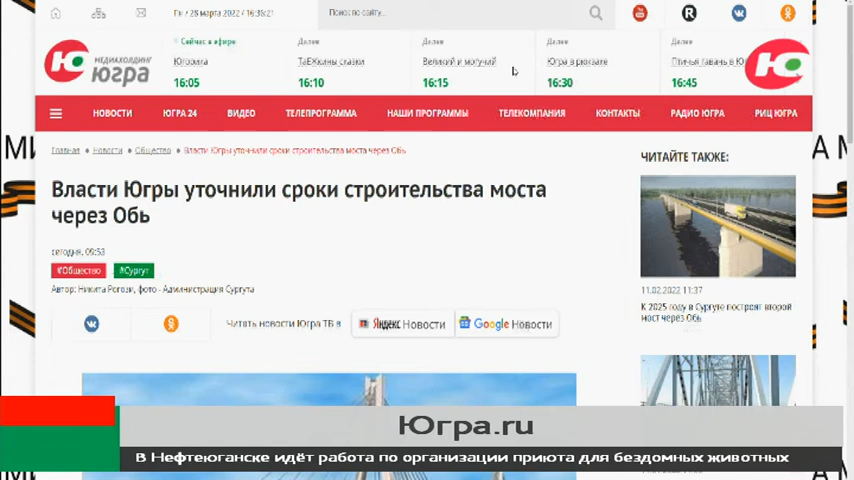 Пн / 28 марта 2022 / 16:36:21
Поиск по сайту...
Сейчас в эфире
Югорика
16:05
Далее
ТаЁЖкины сказки
16:10
Далее
Великий и могучий
16:15
Далее
Югра в рюкзаке
16:30
Далее
Птичья гавань в Ю
16:45
Ю МЕДИАХОЛДИНГ
югра
Ю
НОВОСТИ ЮГРА 24 ВИДЕО ТЕЛЕПРОГРАММА НАШИ ПРОГРАММЫ ТЕЛЕКОМПАНИЯ КОНТАКТЫ РАДИО ЮГРА РИЦ ЮГРА
Главная Новости Общество Власти Югры уточнили сроки строительства моста через Обь
Власти Югры уточнили сроки строительства моста
через Обь
сегодня, 09:53
#Общество #Сургут
Автор: Никита Рогози, фото - Администрация Сургута
Читать новости Югра ТВ в Яндекс Новости Google Новости
ЧИТАЙТЕ ТАКЖЕ:
11.02.2022 11:37
К 2025 году в Сургуте построят второй
мост через Обь
Югра.ru
В Нефтеюганске идёт работа по организации приюта для бездомных животных